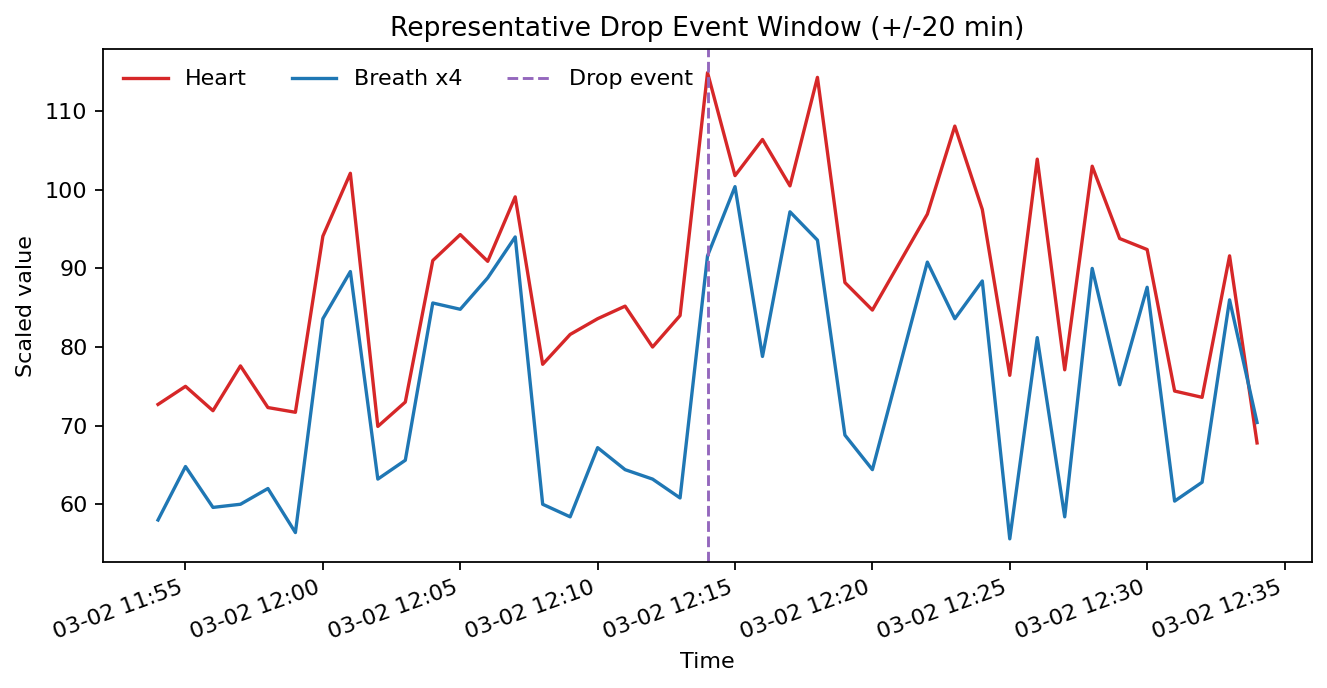 Representative Drop Event Window (+/-20 min)
Heart
Breath x4
Drop event
Scaled value
110
100
90
80
70
60
03-02 11:55
03-02 12:00
03-02 12:05
03-02 12:10
03-02 12:15
03-02 12:20
03-02 12:25
03-02 12:30
03-02 12:35
Time